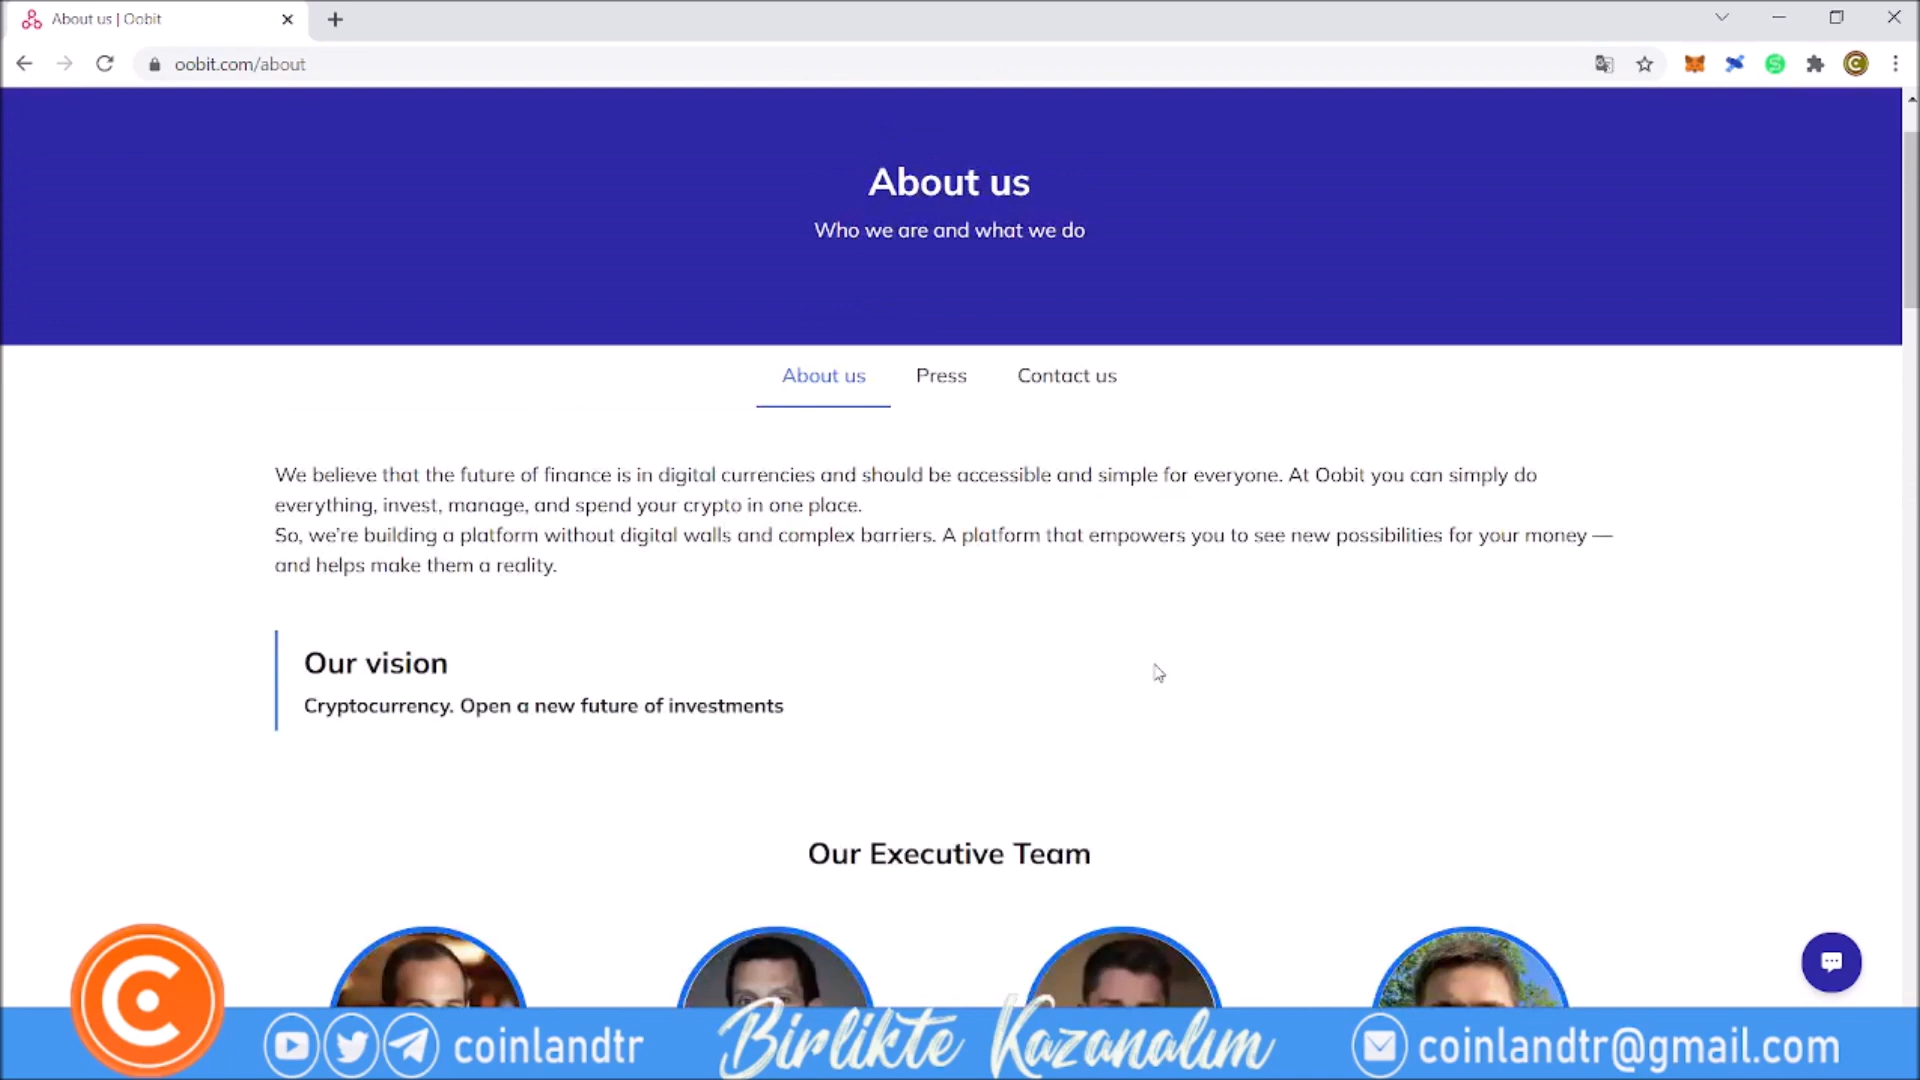 About us | Oobit
oobit.com/about
About us
Who we are and what we do
About us
Press
Contact us
We believe that the future of finance is in digital currencies and should be accessible and simple for everyone. At Oobit you can simply do
everything, invest, manage, and spend your crypto in one place.
So, we're building a platform without digital walls and complex barriers. A platform that empowers you to see new possibilities for your money —
and helps make them a reality.
Our vision
Cryptocurrency. Open a new future of investments
Our Executive Team
coinlandtr
Birlikte Kazanalım
coinlandtr@gmail.com